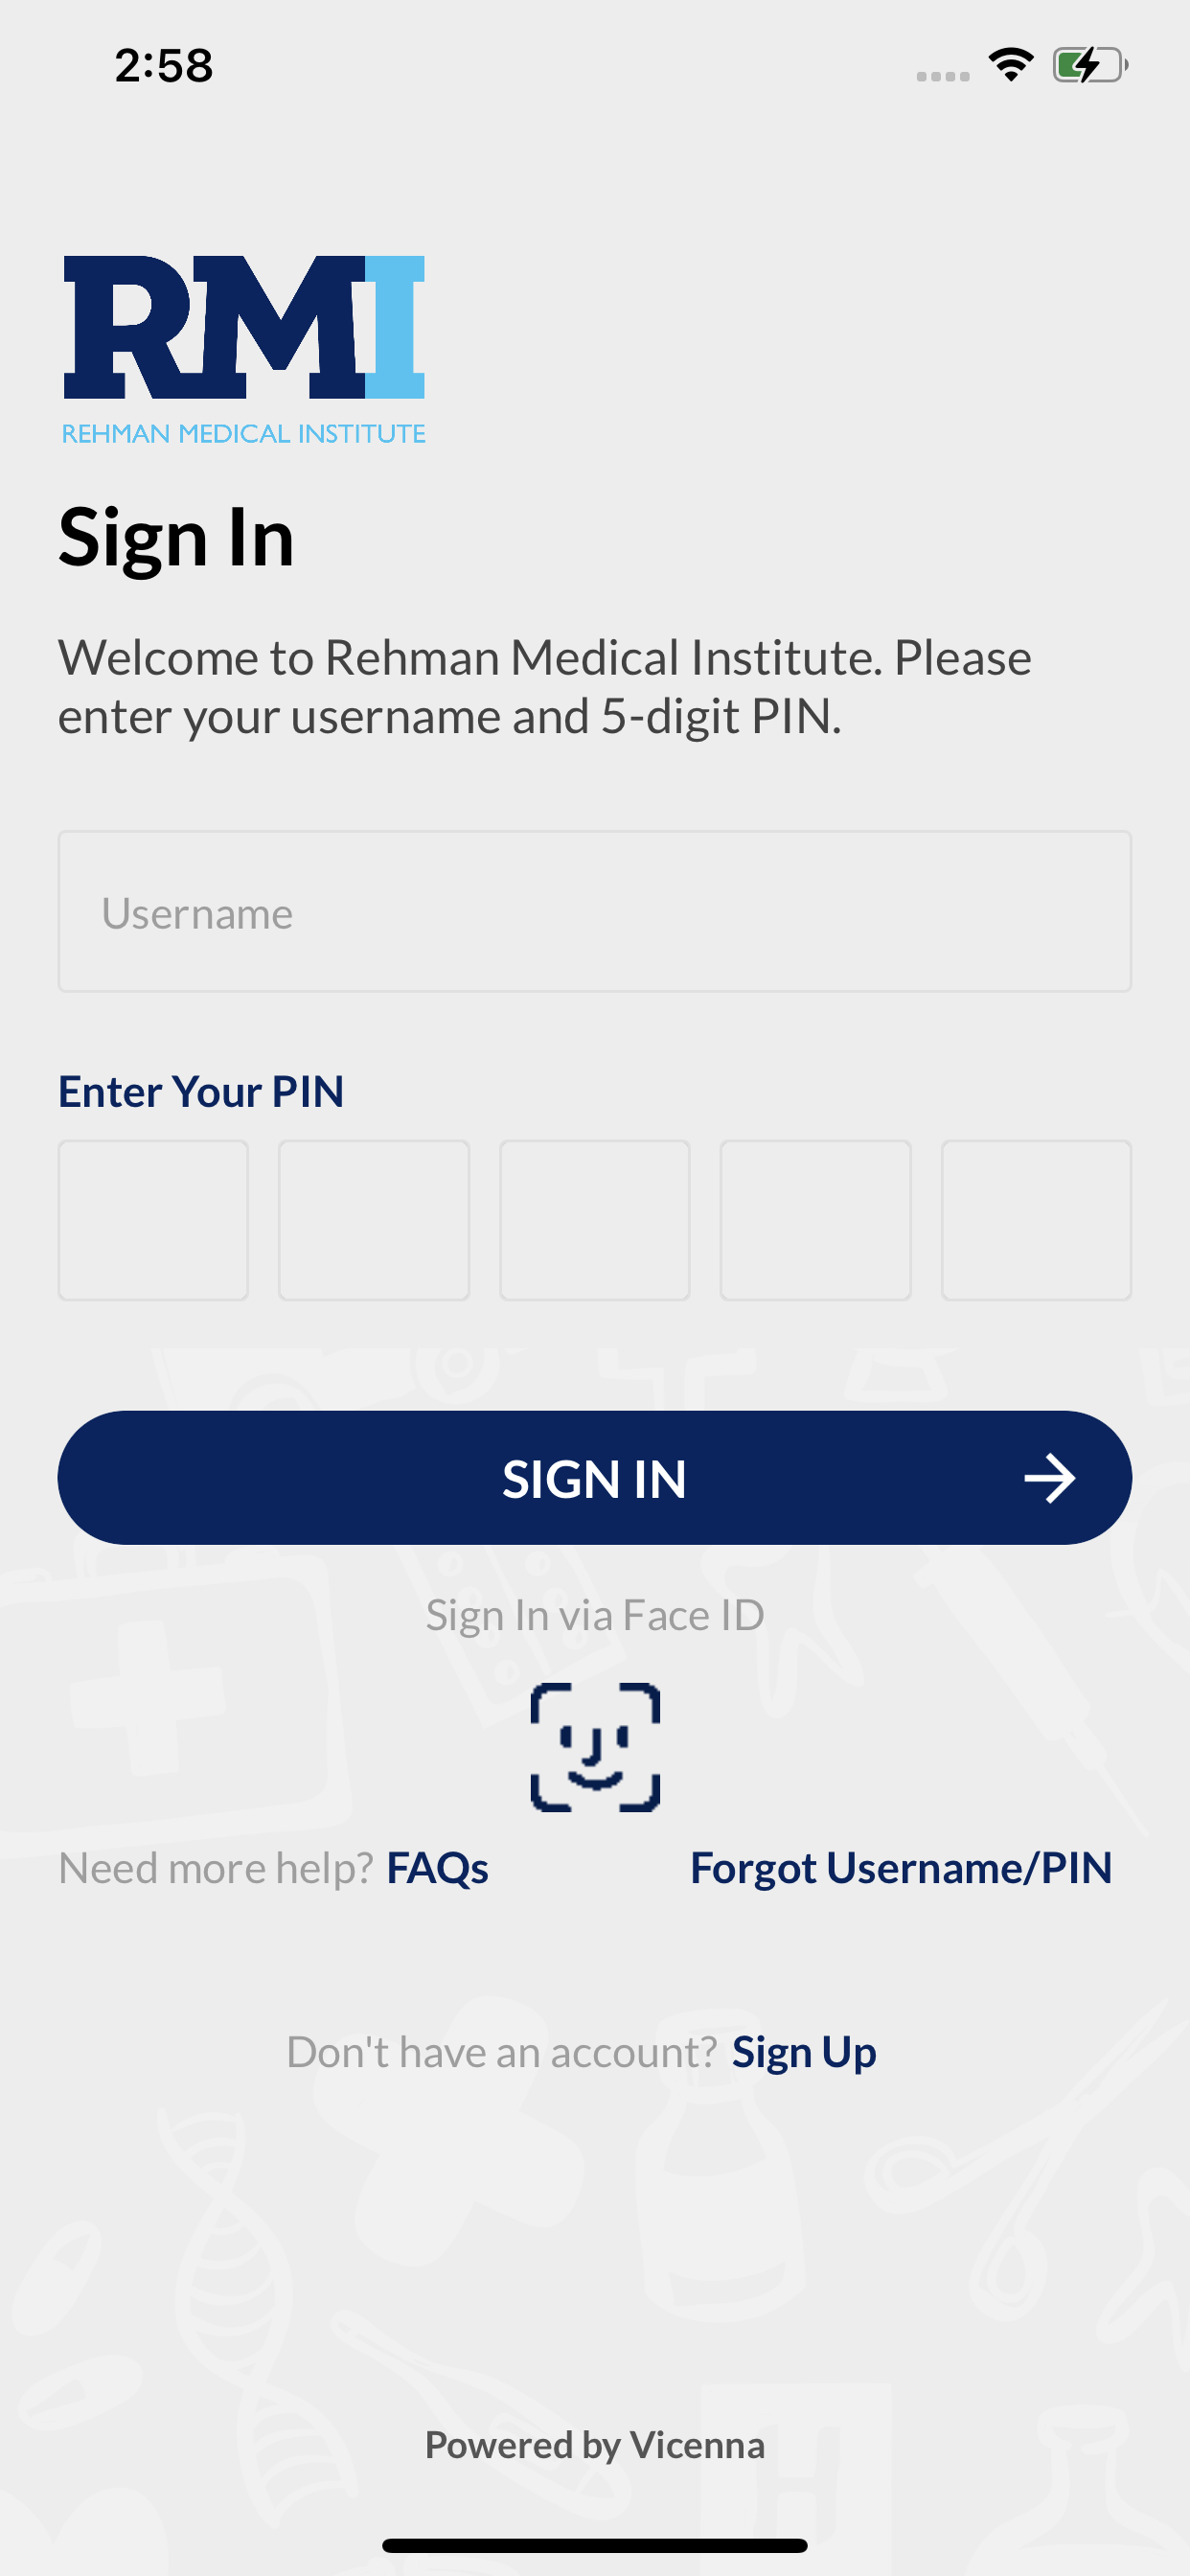 2:58
RMI
REHMAN MEDICAL INSTITUTE
Sign In
Welcome to Rehman Medical Institute. Please
enter your username and 5-digit PIN.
Username
Enter Your PIN
SIGN IN
Sign In via Face ID
Need more help? FAQs
Forgot Username/PIN
Don't have an account? Sign Up
Powered by Vicenna